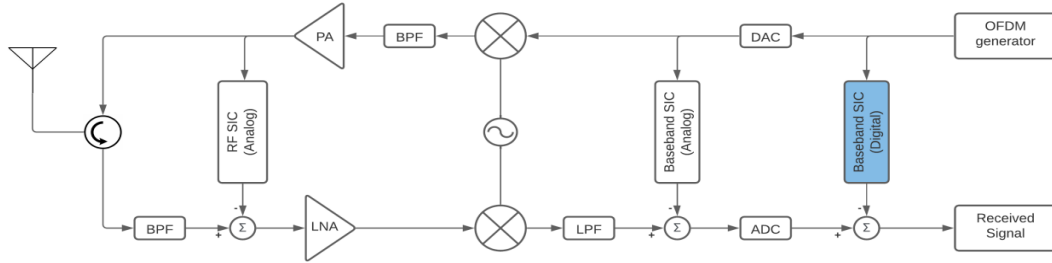 PA
BPF
DAC
OFDM
generator
RF SIC
(Analog)
Baseband SIC
(Analog)
Baseband SIC
(Digital)
-
-
-
BPF
+
Σ
LNA
LPF
+
Σ
ADC
+
Σ
Received
Signal